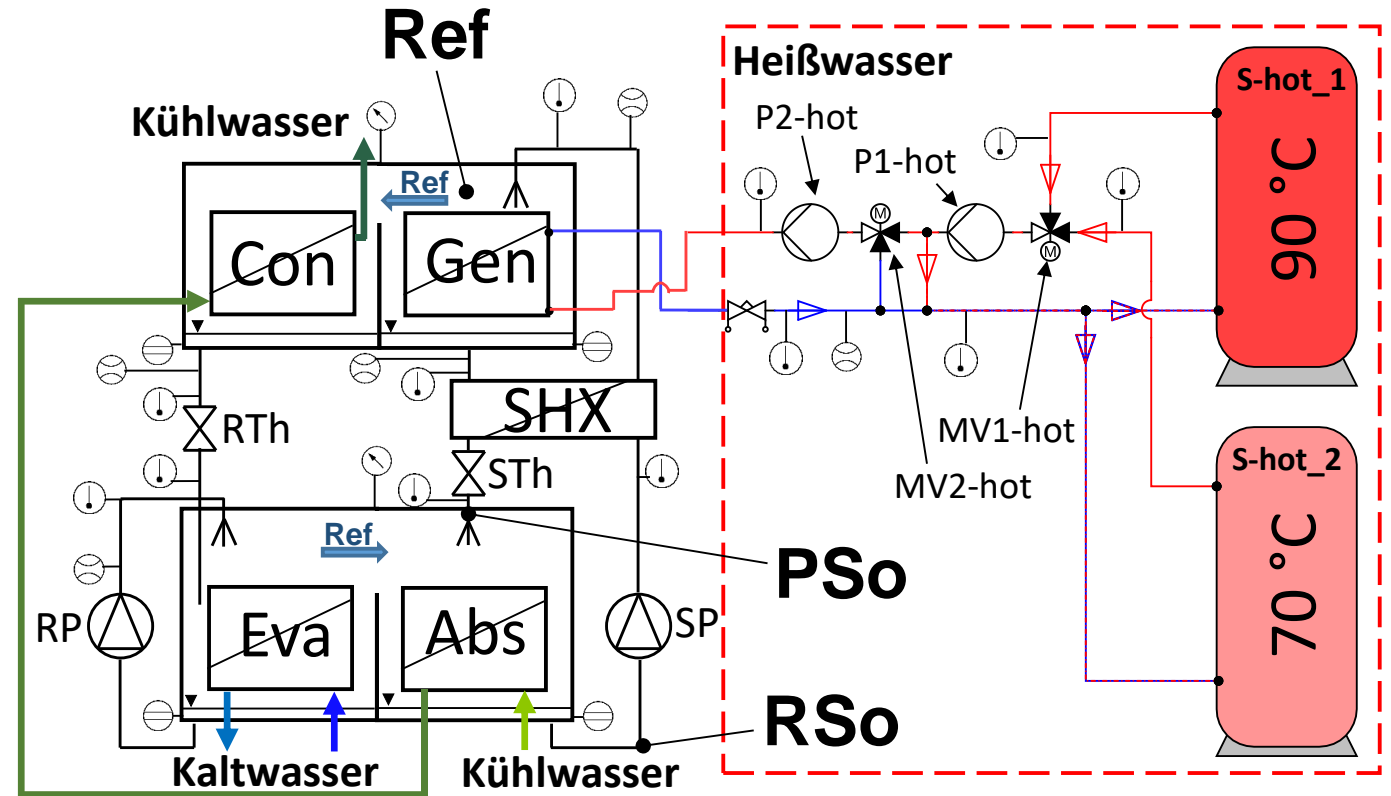 Ref
Heißwasser
S-hot_1
90 °C
Kühlwasser
P2-hot
P1-hot
Ref
M
Con
Gen
M
SHX
RTh
STh
MV1-hot
MV2-hot
S-hot_2
70 °C
Ref
PSo
RP
Eva
Abs
SP
RSo
Kaltwasser
Kühlwasser